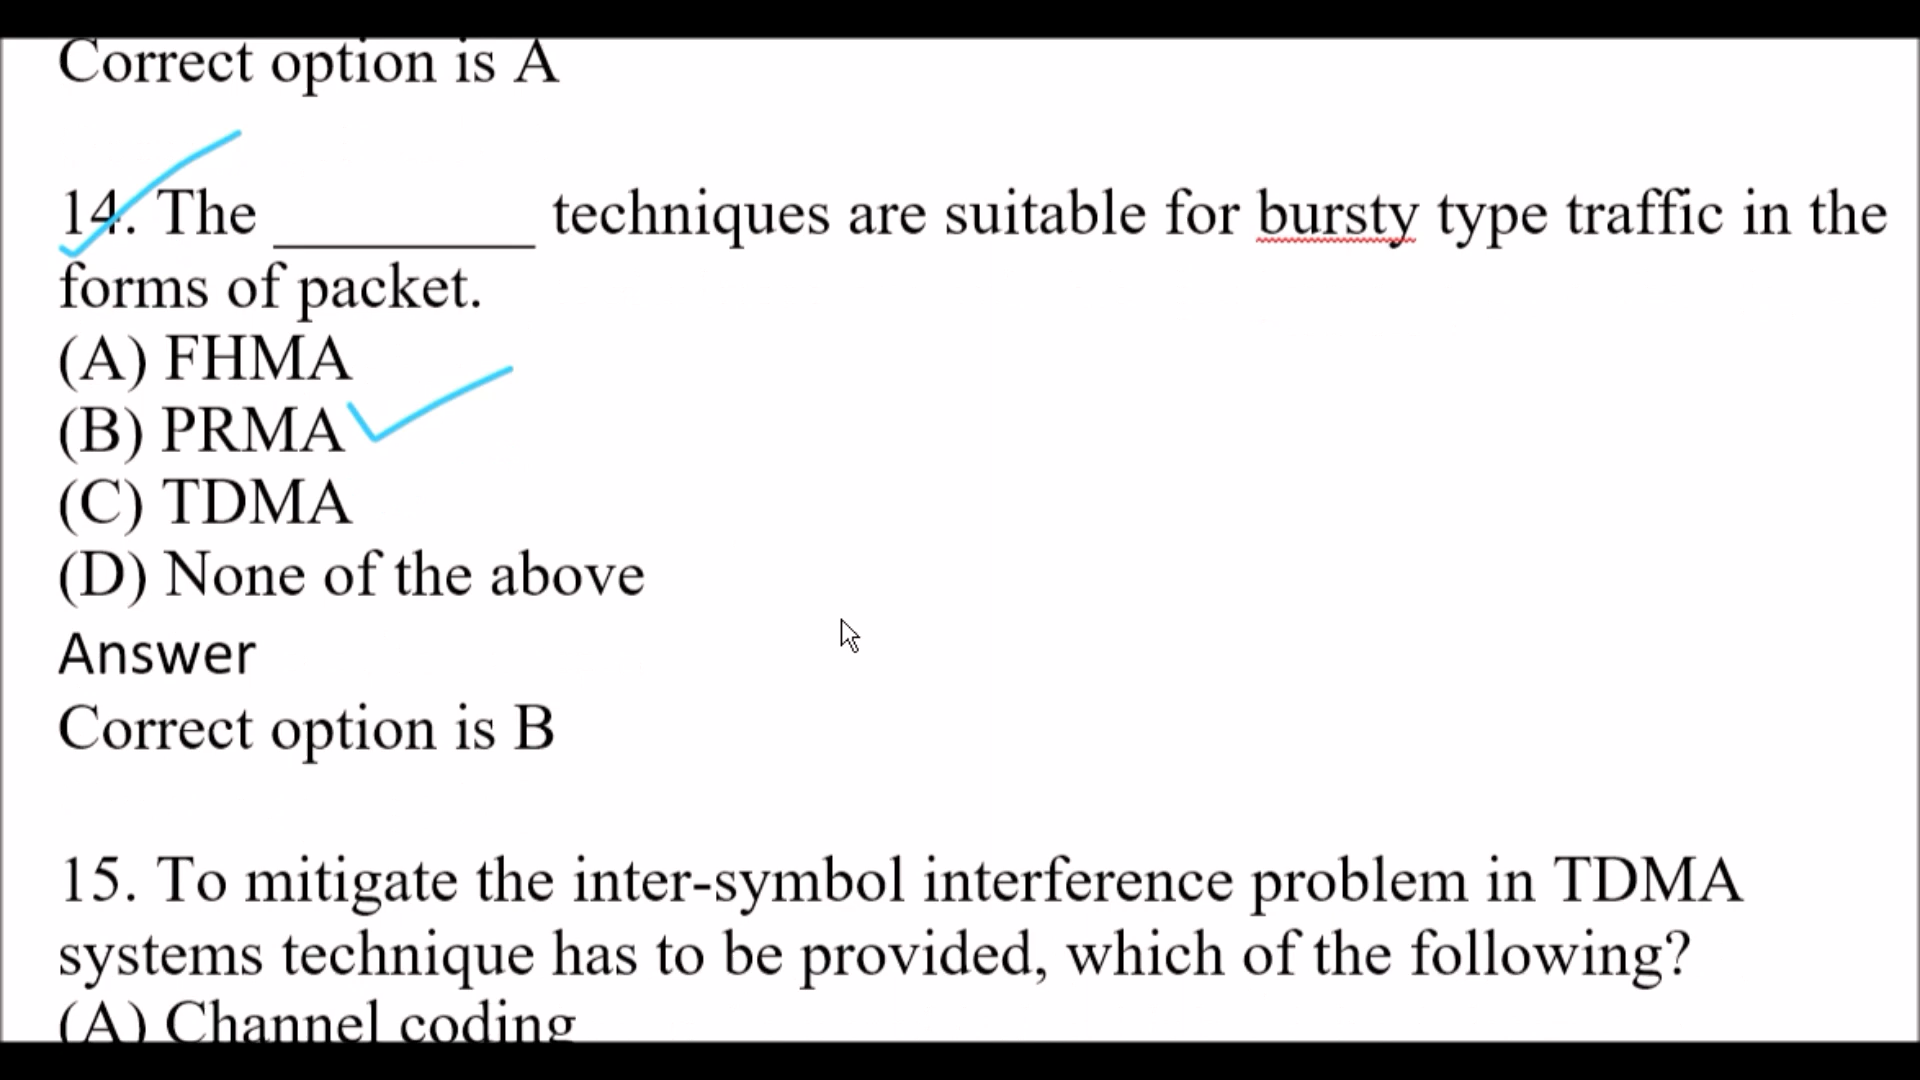 Correct option is A
14. The _________ techniques are suitable for bursty type traffic in the
forms of packet.
(A) FHMA
(B) PRMA
(C) TDMA
(D) None of the above
Answer
Correct option is B
15. To mitigate the inter-symbol interference problem in TDMA
systems technique has to be provided, which of the following?
(A) Channel coding